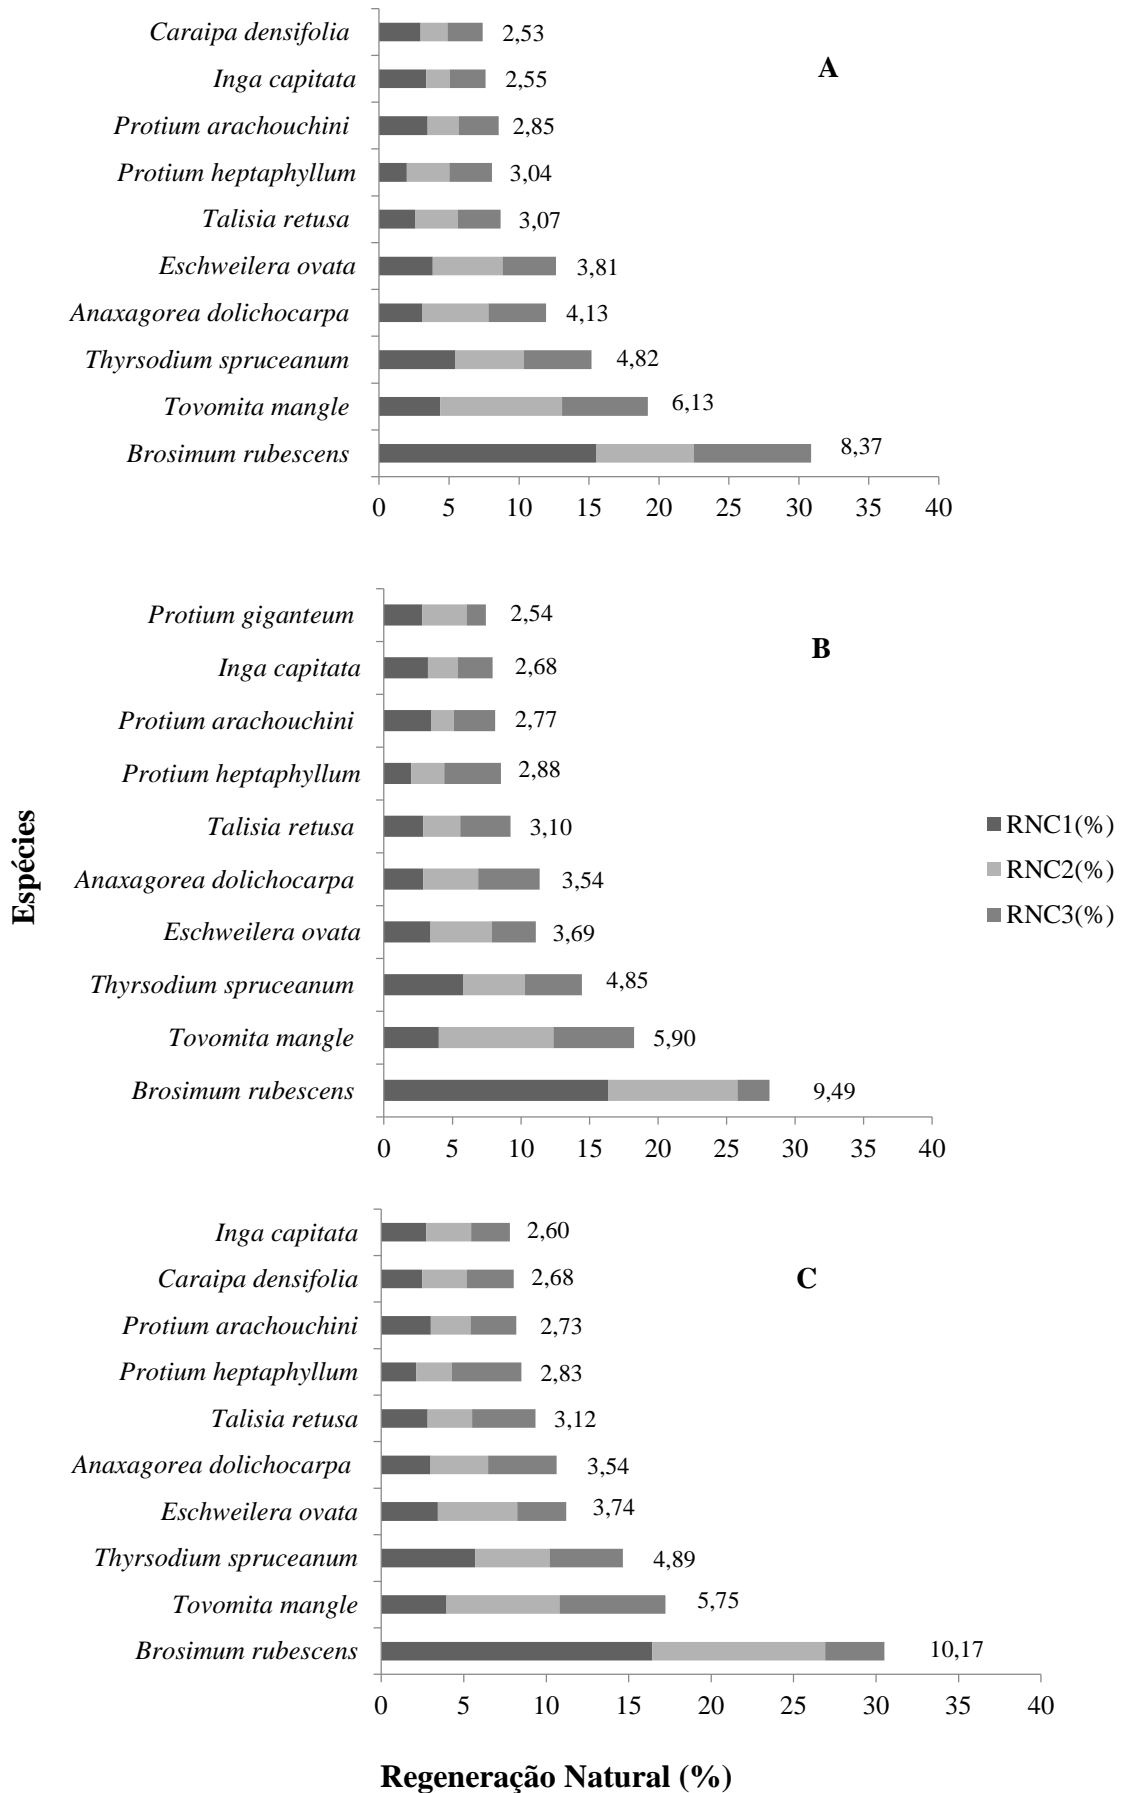 Caraipa densifolia 2,53
A
Inga capitata 2,55
Protium arachouchini 2,85
Protium heptaphyllum 3,04
Talisia retusa 3,07
Eschweilera ovata 3,81
Anaxagorea dolichocarpa 4,13
Thyrsodium spruceanum 4,82
Tovomita mangle 6,13
Brosimum rubescens 8,37
0 5 10 15 20 25 30 35 40
Protium giganteum 2,54
B
Inga capitata 2,68
Protium arachouchini 2,77
Protium heptaphyllum 2,88
Talisia retusa 3,10
Anaxagorea dolichocarpa 3,54
Eschweilera ovata 3,69
Thyrsodium spruceanum 4,85
Tovomita mangle 5,90
Brosimum rubescens 9,49
0 5 10 15 20 25 30 35 40
Espécies
RNC1(%)
RNC2(%)
RNC3(%)
Inga capitata 2,60
Caraipa densifolia 2,68
C
Protium arachouchini 2,73
Protium heptaphyllum 2,83
Talisia retusa 3,12
Anaxagorea dolichocarpa 3,54
Eschweilera ovata 3,74
Thyrsodium spruceanum 4,89
Tovomita mangle 5,75
Brosimum rubescens 10,17
0 5 10 15 20 25 30 35 40
Regeneração Natural (%)